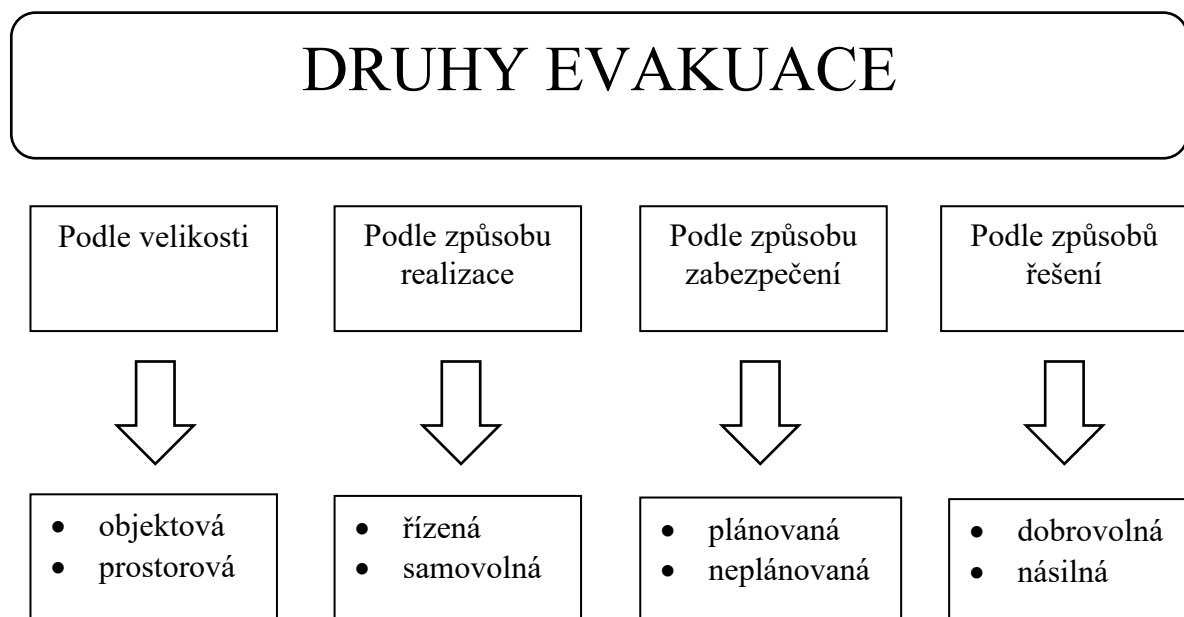 DRUHY EVAKUACE
Podle velikosti
Podle způsobu
realizace
Podle způsobu
zabezpečení
Podle způsobů
řešení
• objektová
• prostorová
• řízená
• samovolná
• plánovaná
• neplánovaná
• dobrovolná
• násilná